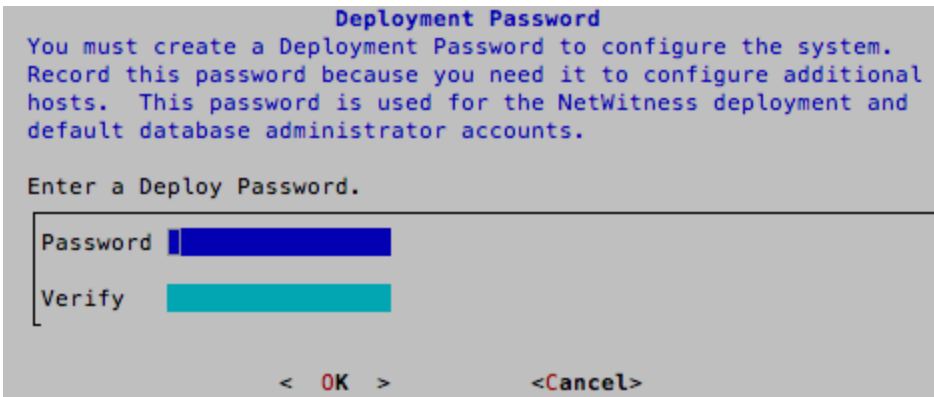 Deployment Password
You must create a Deployment Password to configure the system.
Record this password because you need it to configure additional
hosts.  This password is used for the NetWitness deployment and
default database administrator accounts.
Enter a Deploy Password.
Password
Verify
<  OK  >          <Cancel>